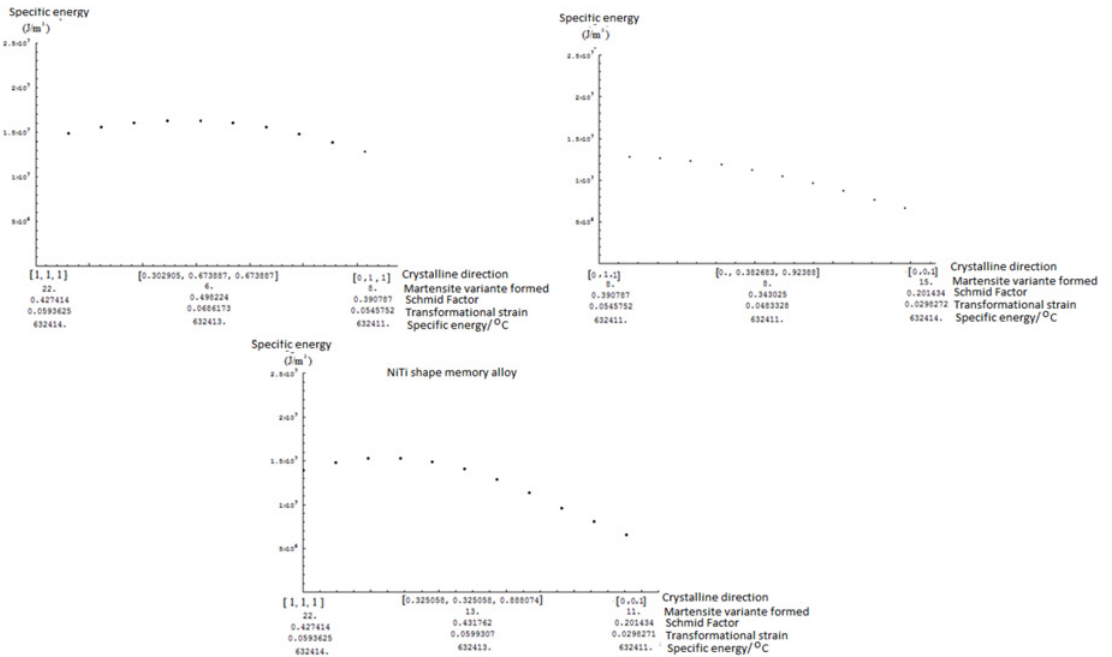 Specitic energy
(J/m³)
2.5×10⁷
2×10⁷
1.5×10⁷
1×10⁷
5×10⁶
[1, 1, 1] [0.302905, 0.673887, 0.673887] [0,1,1] Crystalline direction
22. 6. 8. Martensite variante formed
0.427414 0.498224 0.390787 Schmid Factor
0.0593625 0.0686173 0.0545752 Transformational strain
632414. 632413. 632411. Specific energy/°C
Specitic energy
(J/m³)
2.5×10⁷
1.5×10⁷
1×10⁷
5×10⁶
[0,1,1] [0., 0.382683, 0.92388] [0,0,1] Crystalline direction
8. 8. 15. Martensite variante formed
0.390787 0.343025 0.201434 Schmid Factor
0.0545752 0.0483328 0.0298272 Transformational strain
632411. 632411. 632414. Specific energy/°C
Specitic energy
(J/m³)
NiTi shape memory alloy
2.5×10⁷
2×10⁷
1.5×10⁷
1×10⁷
5×10⁶
[1, 1, 1] [0.325058, 0.325058, 0.888074] [0,0,1] Crystalline direction
22. 13. 11. Martensite variante formed
0.427414 0.431762 0.201434 Schmid Factor
0.0593625 0.0599307 0.0298271 Transformational strain
632414. 632413. 632411. Specific energy/°C